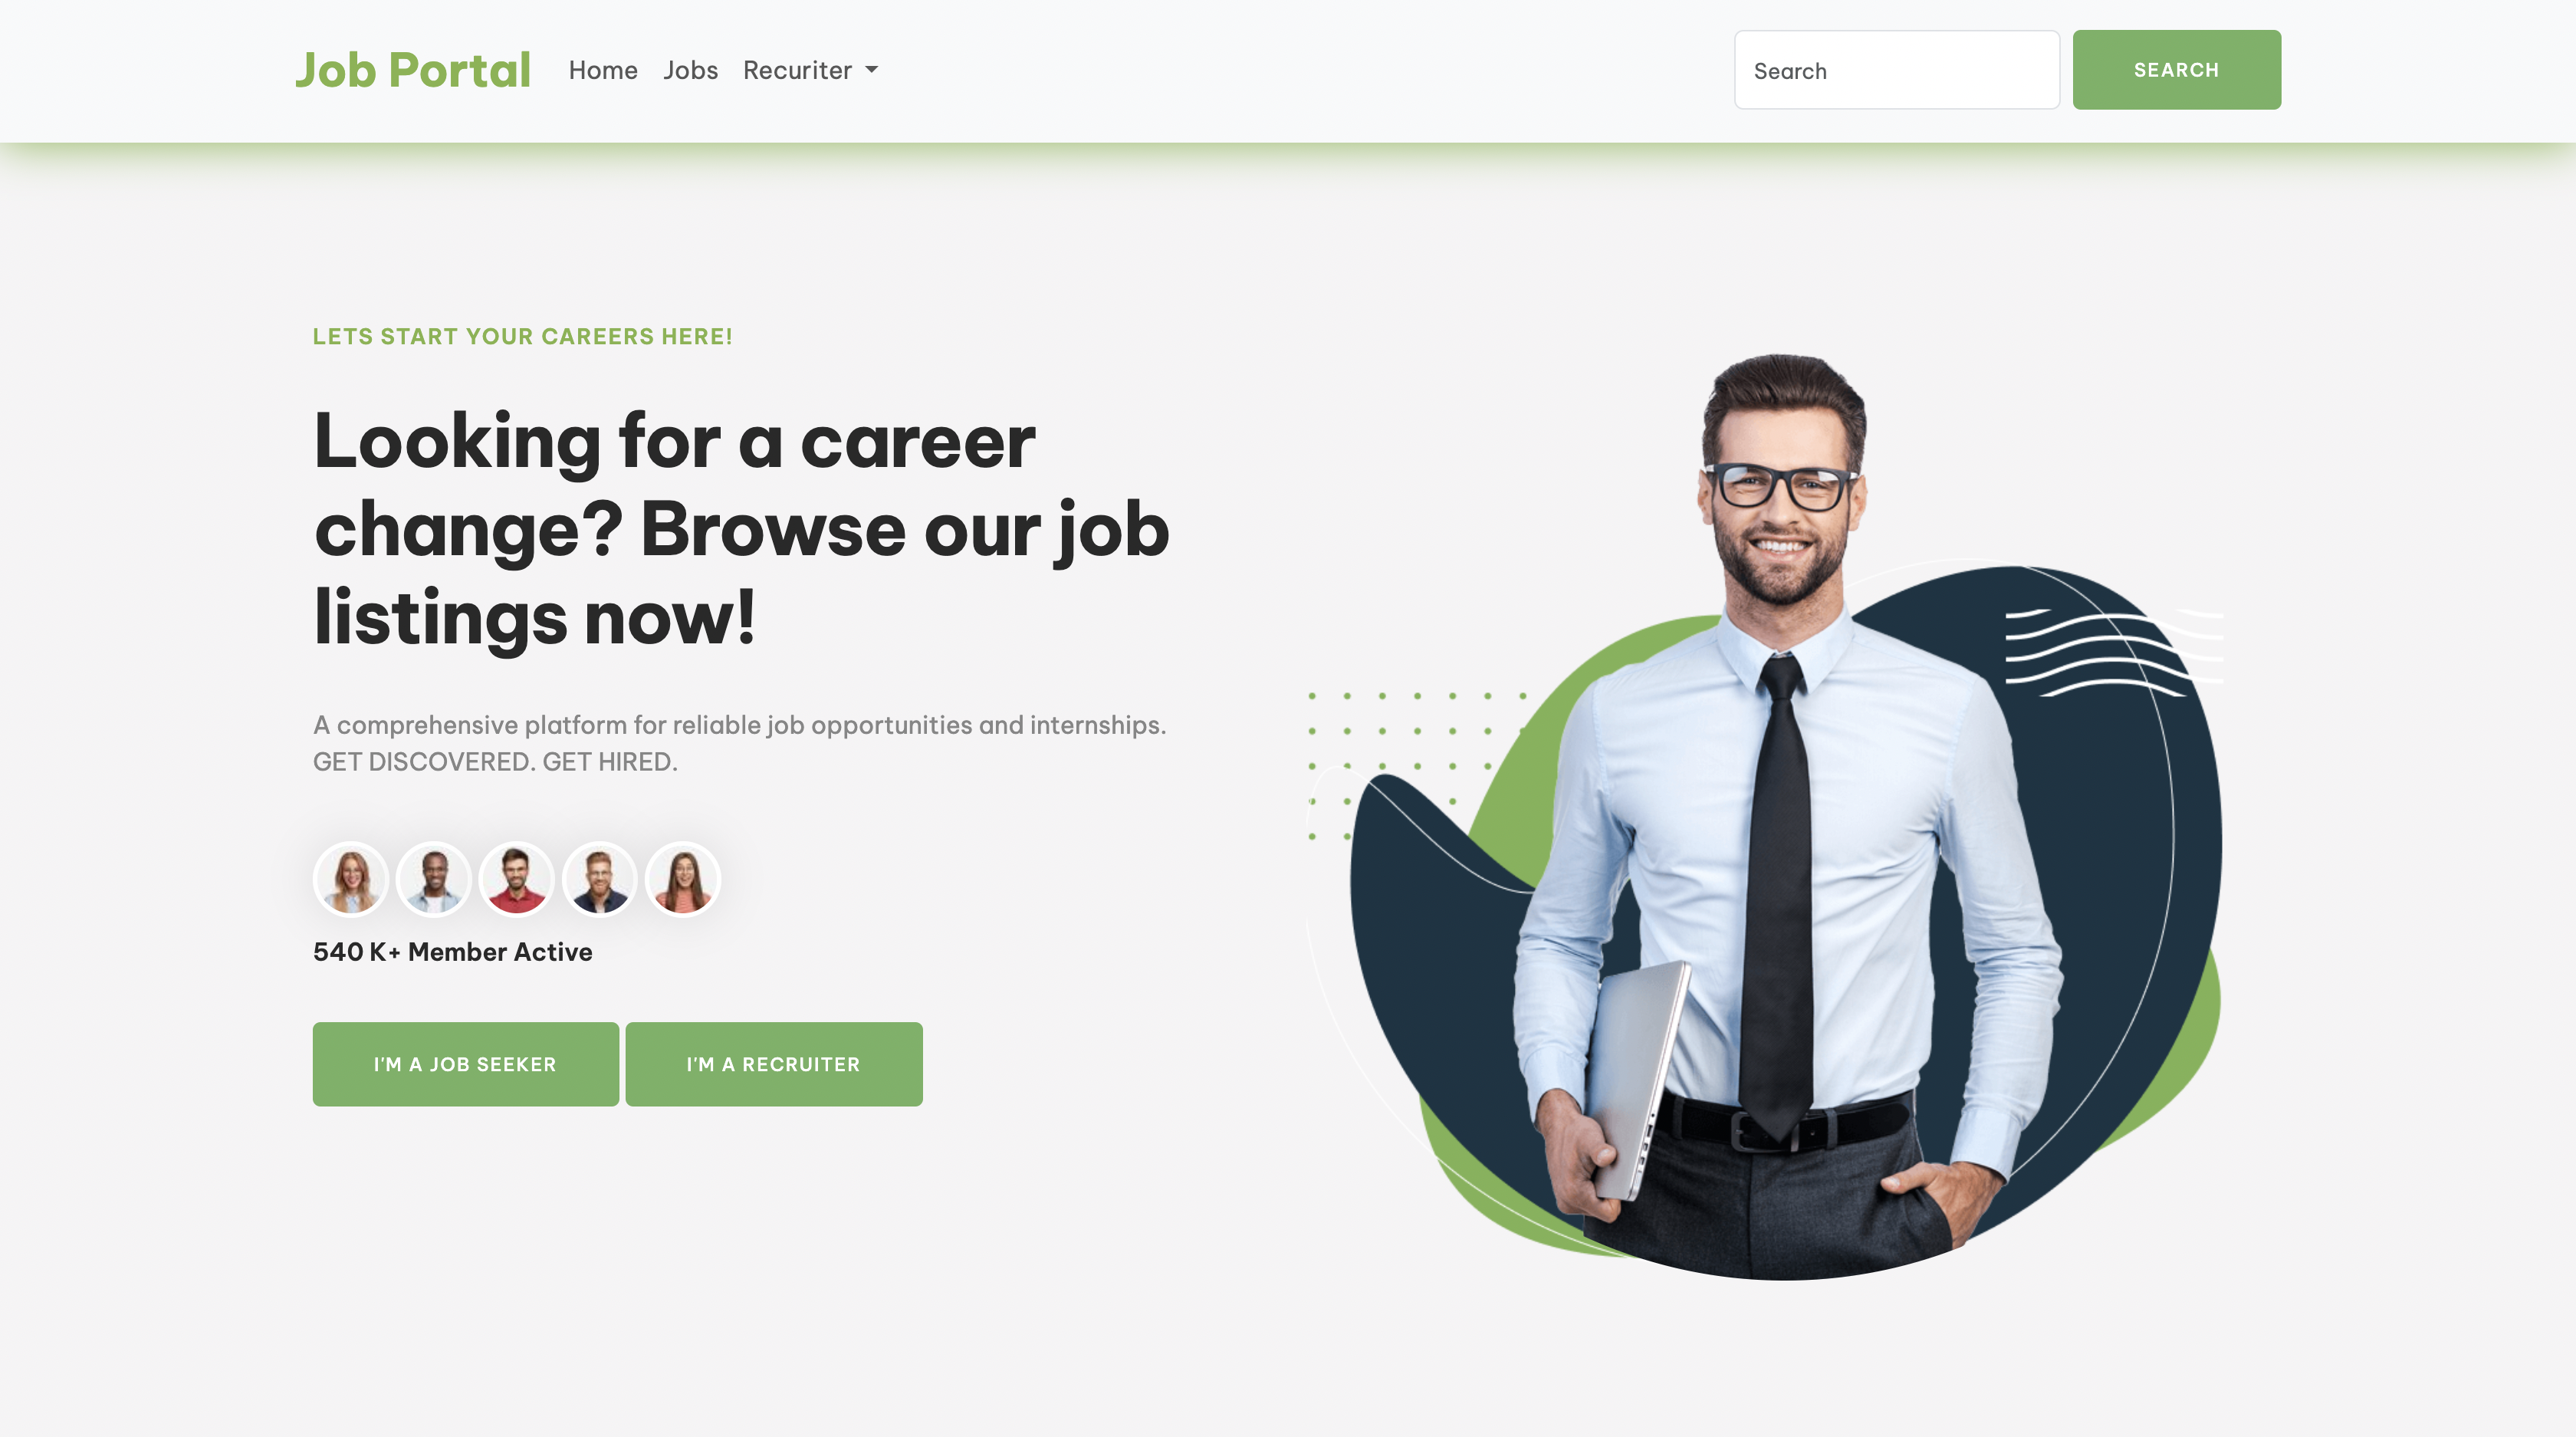 Job Portal
Home
Jobs
Recuriter
Search
SEARCH
LETS START YOUR CAREERS HERE!
Looking for a career
change? Browse our job
listings now!
A comprehensive platform for reliable job opportunities and internships.
GET DISCOVERED. GET HIRED.
540 K+ Member Active
I'M A JOB SEEKER
I'M A RECRUITER